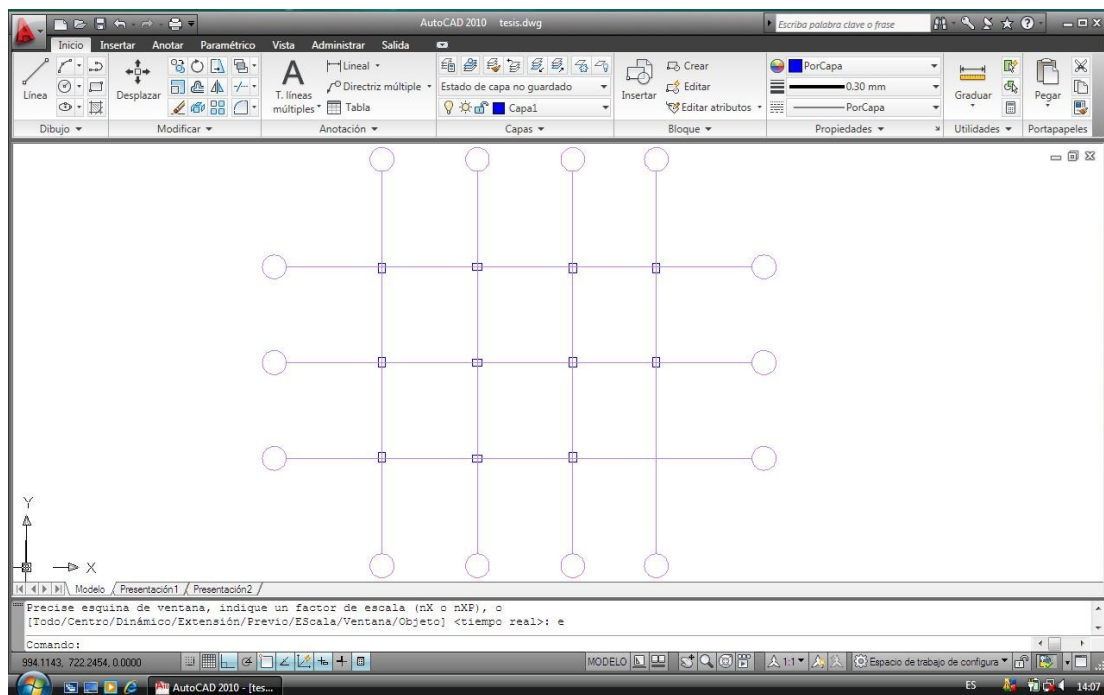 AutoCAD 2010 tesis.dwg
Escriba palabra clave o frase
Inicio Insertar Anotar Paramétrico Vista Administrar Salida
Línea
Desplazar
A
T. líneas múltiples
Lineal
Directriz múltiple
Tabla
Estado de capa no guardado
Capa1
Insertar
Crear
Editar
Editar atributos
PorCapa
0.30 mm
PorCapa
Graduar
Pegar
Dibujo Modificar Anotación Capas Bloque Propiedades Utilidades Portapapeles
Y
X
Modelo Presentación1 Presentación2
Precise esquina de ventana, indique un factor de escala (nX o nXP), o
[Todo/Centro/Dinámico/Extensión/Previo/EScala/Ventana/Objeto] <tiempo real>: e
Comando:
994.1143, 722.2454, 0.0000
MODELO
1:1
Espacio de trabajo de configura
AutoCAD 2010 - [tes...
ES
14:07